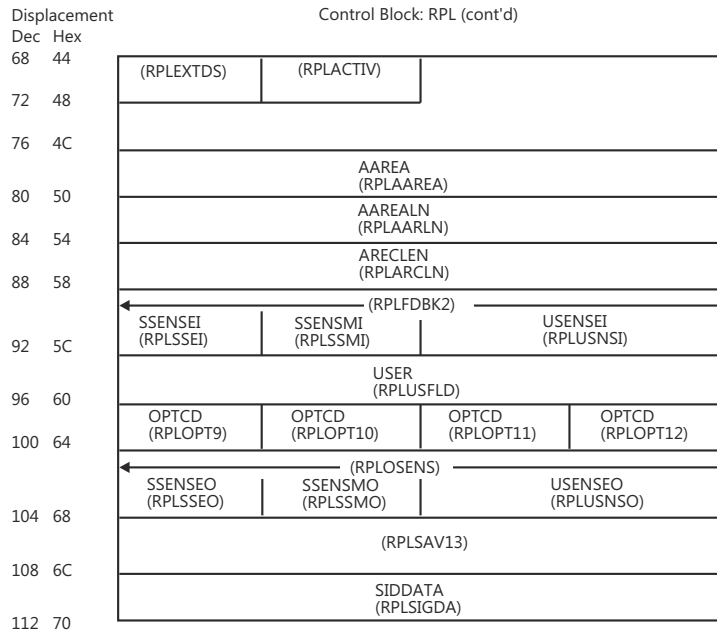 Displacement
Control Block: RPL (cont'd)
Dec Hex
68 44
(RPLEXTDS)
(RPLACTIV)
72 48
76 4C
AAREA
(RPLAAREA)
80 50
AAREALN
(RPLAARLN)
84 54
ARECLEN
(RPLARCLN)
88 58
(RPLFDBK2)
SSENSEI SSENSMI USENSEI
(RPLSSEI) (RPLSSMI) (RPLUSNSI)
92 5C
USER
(RPLUSFLD)
96 60
OPTCD OPTCD OPTCD OPTCD
(RPLOPT9) (RPLOPT10) (RPLOPT11) (RPLOPT12)
100 64
(RPLOSENS)
SSENSEO SSENSMO USENSEO
(RPLSSEO) (RPLSSMO) (RPLUSNSO)
104 68
(RPLSAV13)
108 6C
SIDDATA
(RPLSIGDA)
112 70